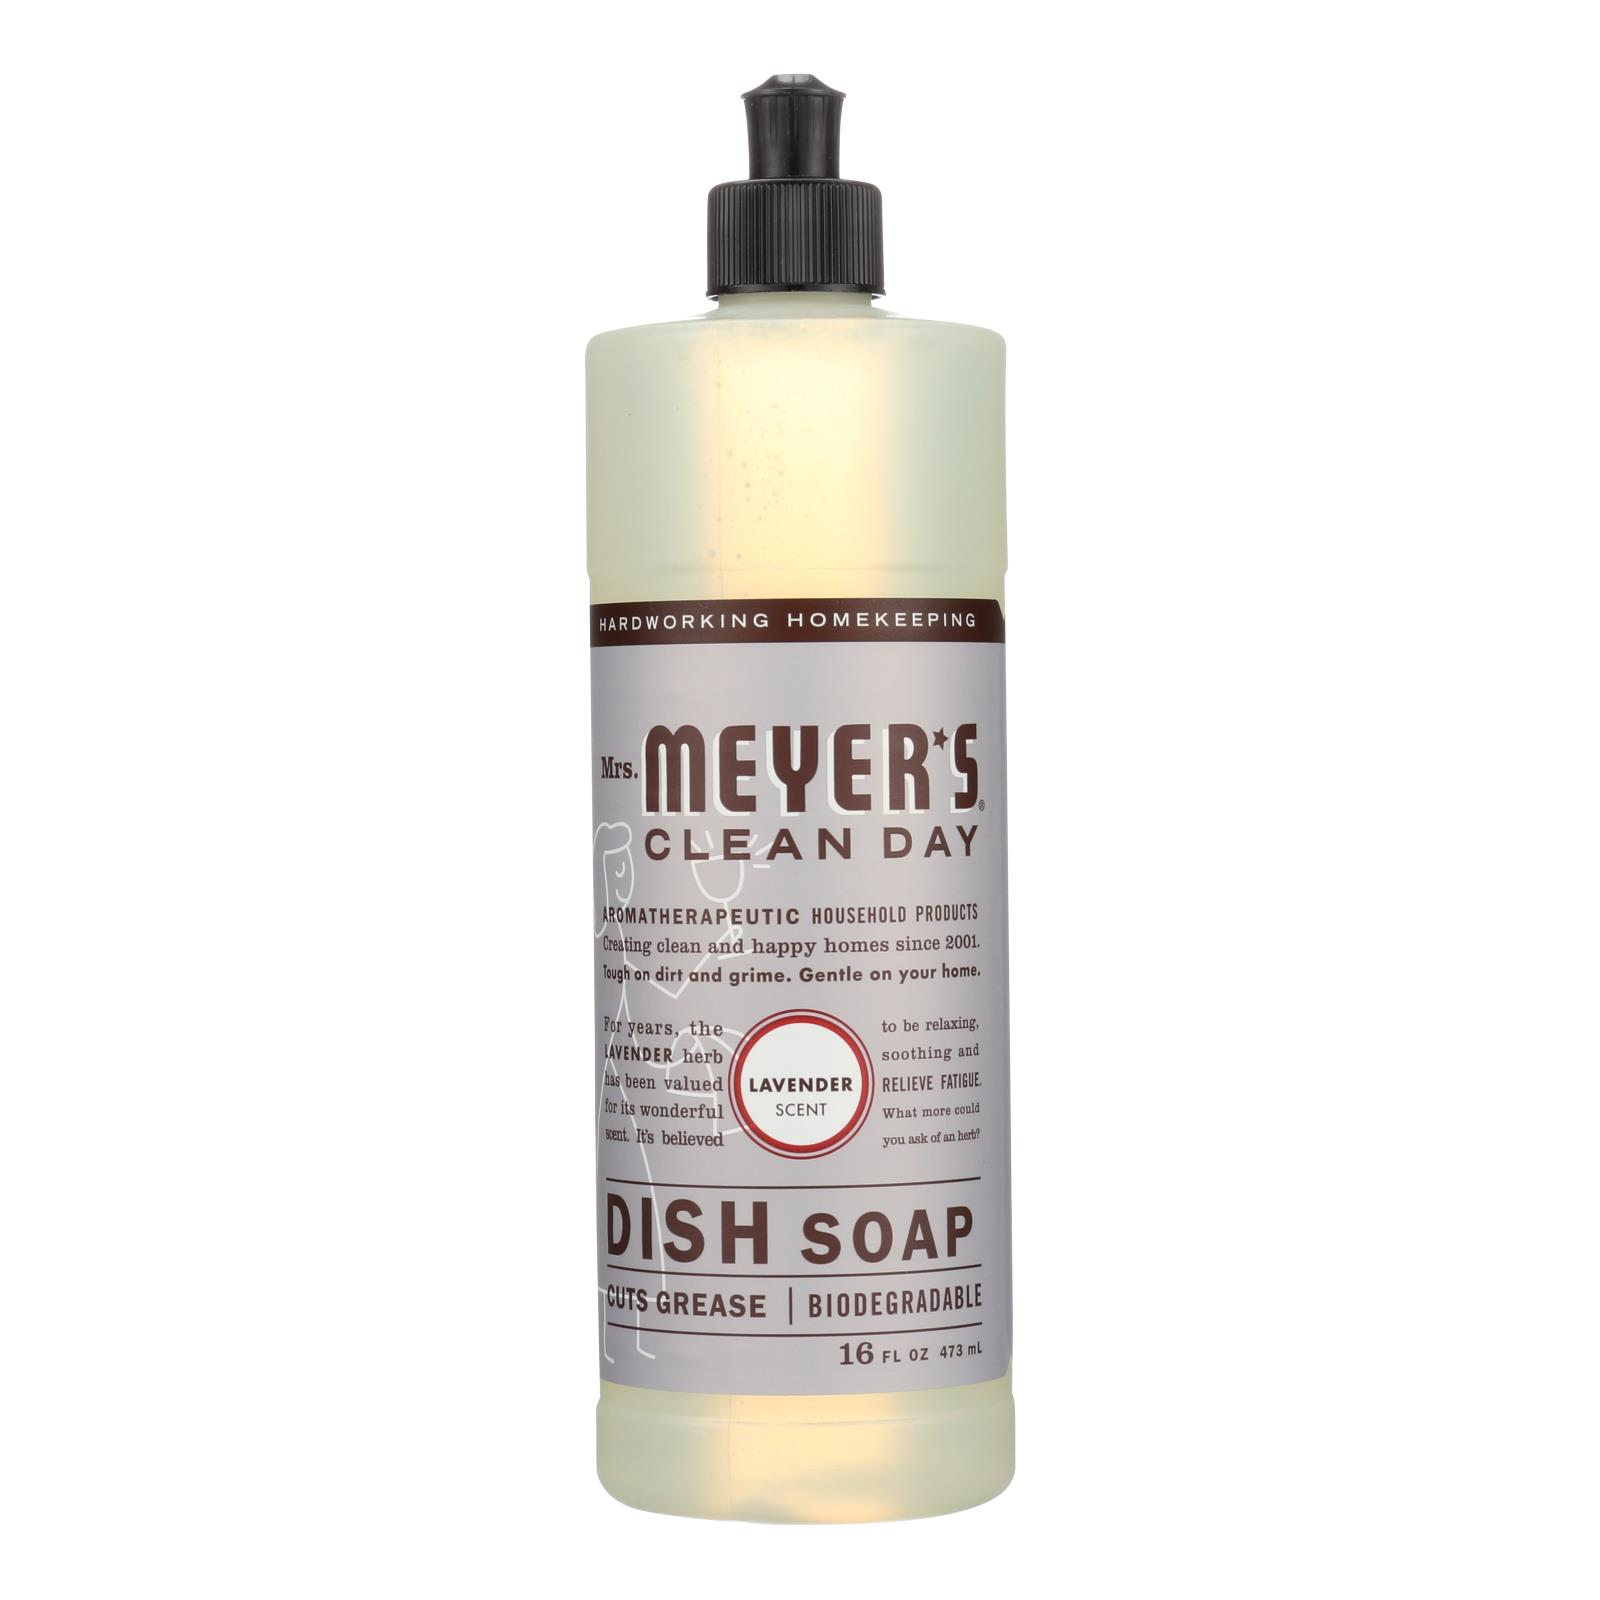 HARDWORKING HOMEKEEPING
Mrs. MEYER'S®
CLEAN DAY
AROMATHERAPEUTIC HOUSEHOLD PRODUCTS
Creating clean and happy homes since 2001.
Tough on dirt and grime. Gentle on your home.
For years, the
LAVENDER herb
has been valued
for its wonderful
scent. It's believed
LAVENDER
SCENT
to be relaxing,
soothing and
RELIEVE FATIGUE.
What more could
you ask of an herb?
DISH SOAP
CUTS GREASE | BIODEGRADABLE
16 FL OZ 473 mL